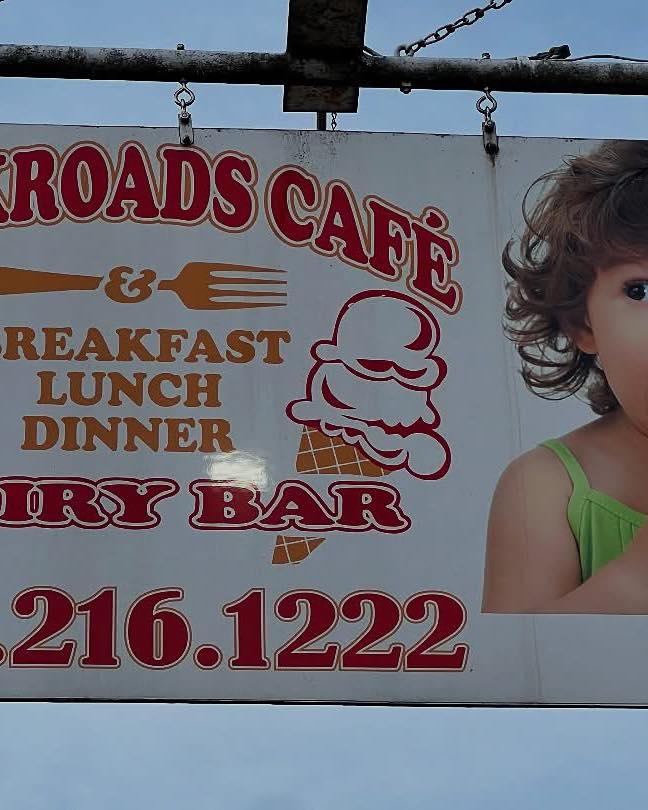 KROADS CAFÉ
&
BREAKFAST
LUNCH
DINNER
IRY BAR
.216.1222